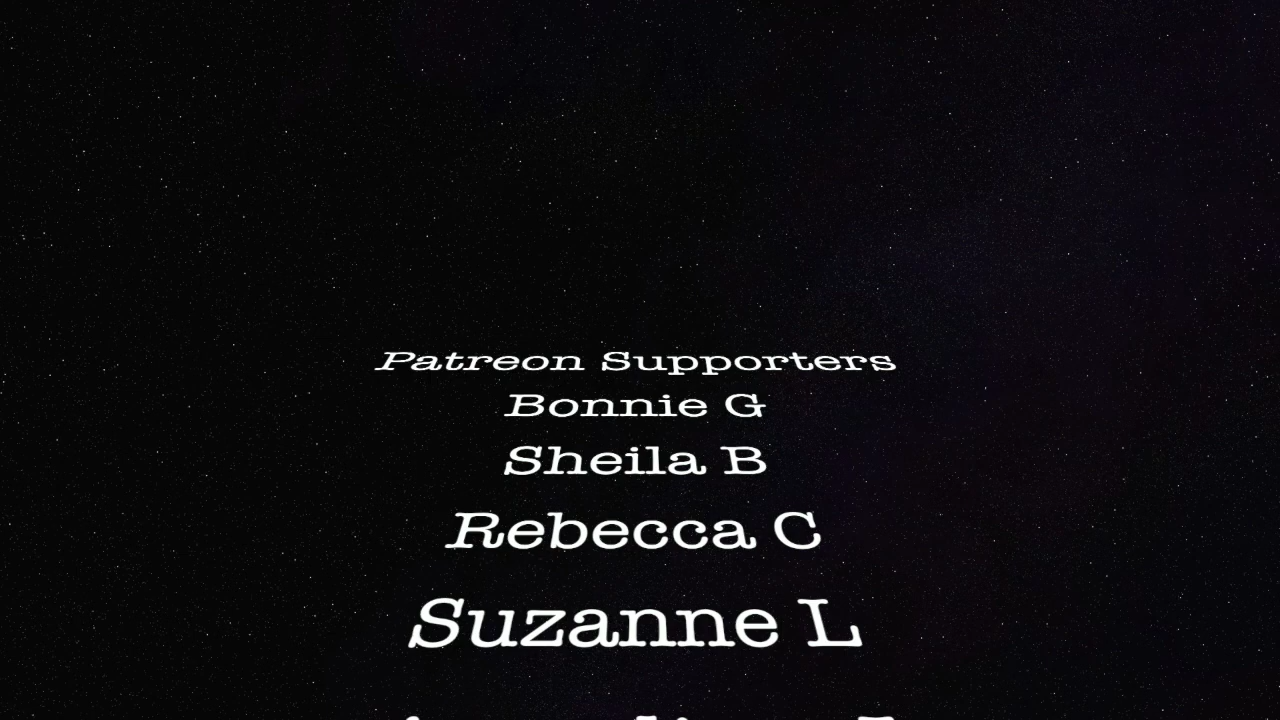 Patreon Supporters
Bonnie G
Sheila B
Rebecca C
Suzanne L